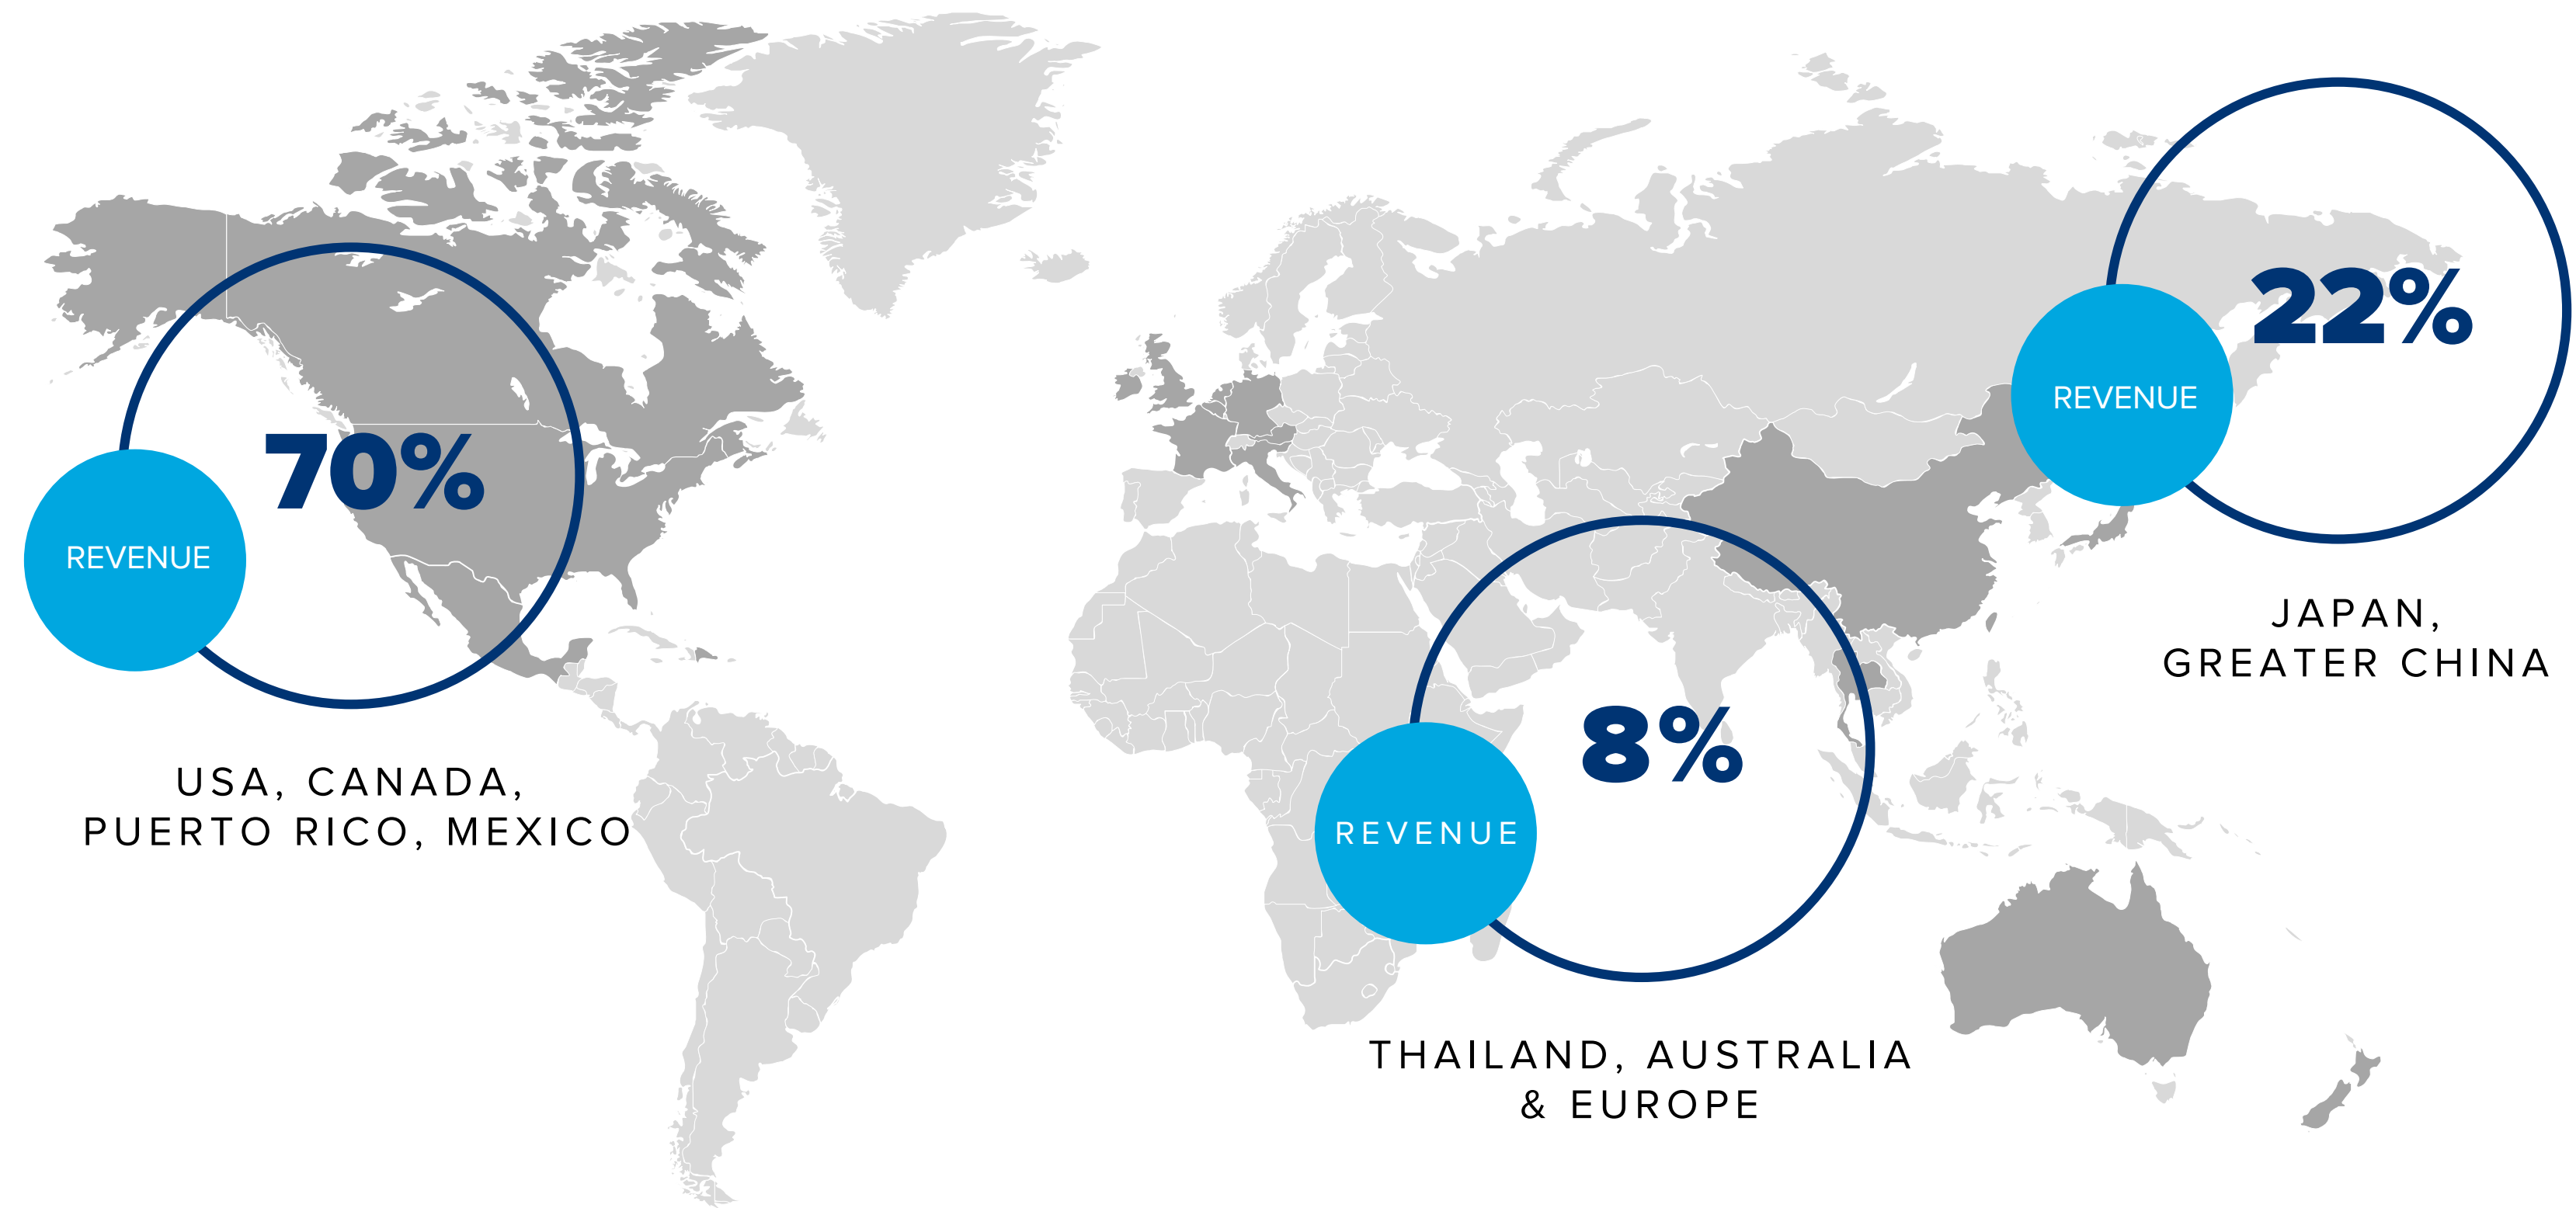 70%
REVENUE
USA, CANADA,
PUERTO RICO, MEXICO
8%
REVENUE
THAILAND, AUSTRALIA
& EUROPE
22%
REVENUE
JAPAN,
GREATER CHINA